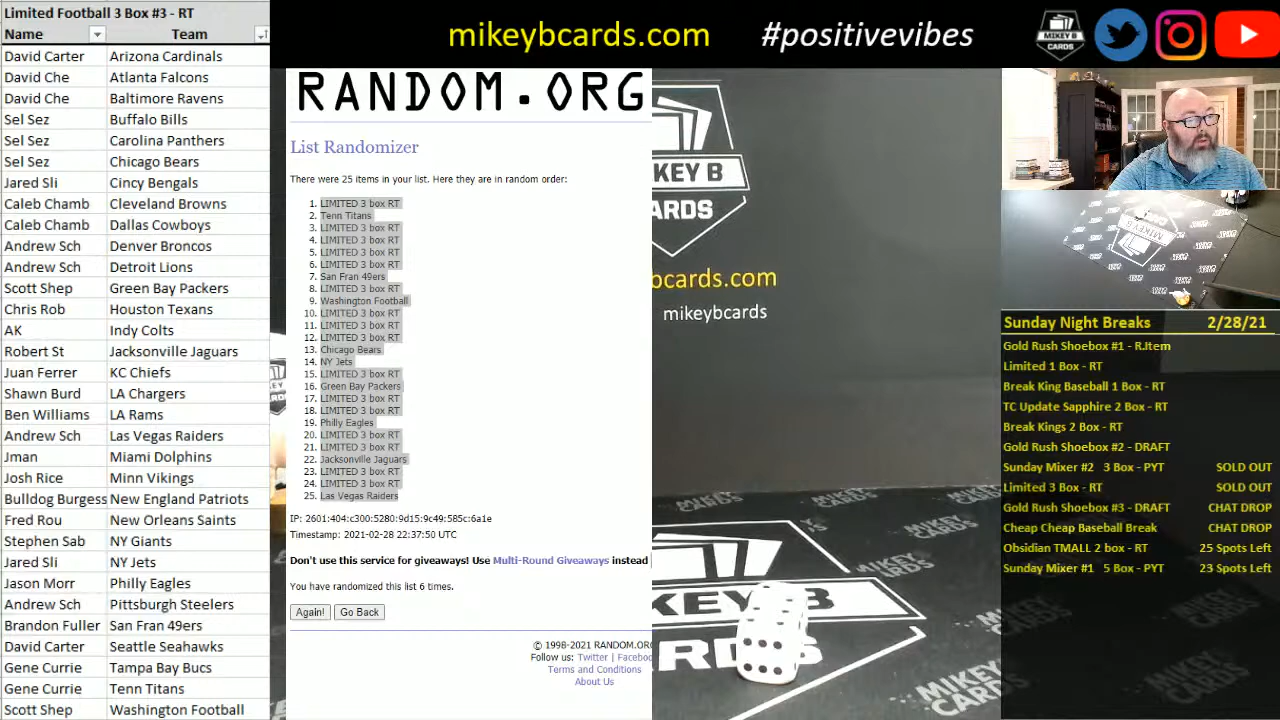 Limited Football 3 Box #3 - RT
Name Team
David Carter Arizona Cardinals
David Che Atlanta Falcons
David Che Baltimore Ravens
Sel Sez Buffalo Bills
Sel Sez Carolina Panthers
Sel Sez Chicago Bears
Jared Sli Cincy Bengals
Caleb Chamb Cleveland Browns
Caleb Chamb Dallas Cowboys
Andrew Sch Denver Broncos
Andrew Sch Detroit Lions
Scott Shep Green Bay Packers
Chris Rob Houston Texans
AK Indy Colts
Robert St Jacksonville Jaguars
Juan Ferrer KC Chiefs
Shawn Burd LA Chargers
Ben Williams LA Rams
Andrew Sch Las Vegas Raiders
Jman Miami Dolphins
Josh Rice Minn Vikings
Bulldog Burgess New England Patriots
Fred Rou New Orleans Saints
Stephen Sab NY Giants
Jared Sli NY Jets
Jason Morr Philly Eagles
Andrew Sch Pittsburgh Steelers
Brandon Fuller San Fran 49ers
David Carter Seattle Seahawks
Gene Currie Tampa Bay Bucs
Gene Currie Tenn Titans
Scott Shep Washington Football
mikeybcards.com #positivevibes
MIKEY B
CARDS
RANDOM.ORG
List Randomizer
There were 25 items in your list. Here they are in random order:
1. LIMITED 3 box RT
2. Tenn Titans
3. LIMITED 3 box RT
4. LIMITED 3 box RT
5. LIMITED 3 box RT
6. LIMITED 3 box RT
7. San Fran 49ers
8. LIMITED 3 box RT
9. Washington Football
10. LIMITED 3 box RT
11. LIMITED 3 box RT
12. LIMITED 3 box RT
13. Chicago Bears
14. NY Jets
15. LIMITED 3 box RT
16. Green Bay Packers
17. LIMITED 3 box RT
18. LIMITED 3 box RT
19. Philly Eagles
20. LIMITED 3 box RT
21. LIMITED 3 box RT
22. Jacksonville Jaguars
23. LIMITED 3 box RT
24. LIMITED 3 box RT
25. Las Vegas Raiders
IP: 2601:404:c300:5280:9d15:9c49:585c:6a1e
Timestamp: 2021-02-28 22:37:50 UTC
Don't use this service for giveaways! Use Multi-Round Giveaways instead
You have randomized this list 6 times.
Again! Go Back
© 1998-2021 RANDOM.ORG
Follow us: Twitter | Facebo
Terms and Conditions
About Us
KEY B
CARDS
bcards.com
mikeybcards
KEY B
RDS
MIKEY B
CARDS
MIKEY B
CARDS
MIKEY B
CARDS
Sunday Night Breaks 2/28/21
Gold Rush Shoebox #1 - R.Item
Limited 1 Box - RT
Break King Baseball 1 Box - RT
TC Update Sapphire 2 Box - RT
Break Kings 2 Box - RT
Gold Rush Shoebox #2 - DRAFT
Sunday Mixer #2 3 Box - PYT SOLD OUT
Limited 3 Box - RT SOLD OUT
Gold Rush Shoebox #3 - DRAFT CHAT DROP
Cheap Cheap Baseball Break CHAT DROP
Obsidian TMALL 2 box - RT 25 Spots Left
Sunday Mixer #1 5 Box - PYT 23 Spots Left